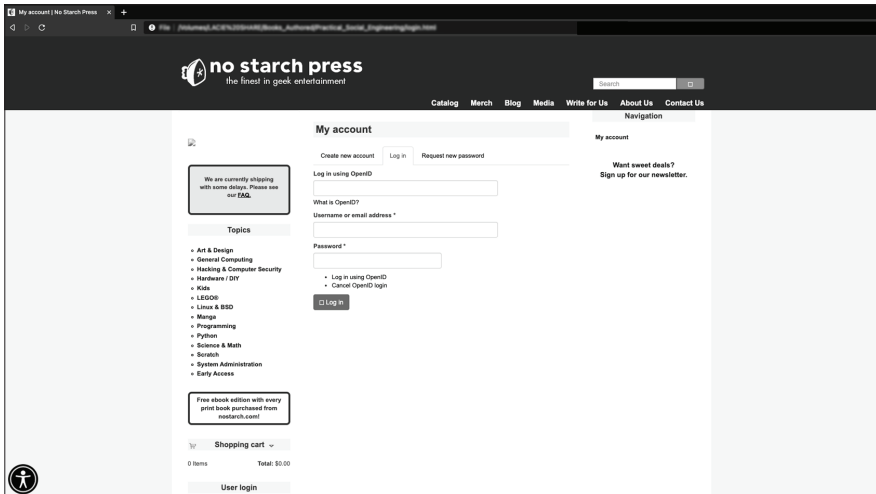 My account | No Starch Press
File
no starch press
the finest in geek entertainment
Search
Catalog Merch Blog Media Write for Us About Us Contact Us
We are currently shipping
with some delays. Please see
our FAQ.
Topics
Art & Design
General Computing
Hacking & Computer Security
Hardware / DIY
Kids
LEGO®
Linux & BSD
Manga
Programming
Python
Science & Math
Scratch
System Administration
Early Access
Free ebook edition with every
print book purchased from
nostarch.com!
Shopping cart
0 Items Total: $0.00
User login
My account
Create new account Log in Request new password
Log in using OpenID
What is OpenID?
Username or email address *
Password *
Log in using OpenID
Cancel OpenID login
Log in
Navigation
My account
Want sweet deals?
Sign up for our newsletter.